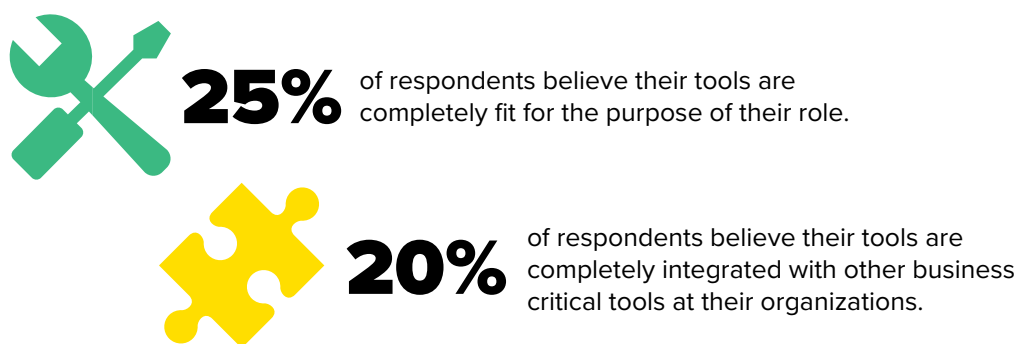 25%
of respondents believe their tools are
completely fit for the purpose of their role.
20%
of respondents believe their tools are
completely integrated with other business
critical tools at their organizations.